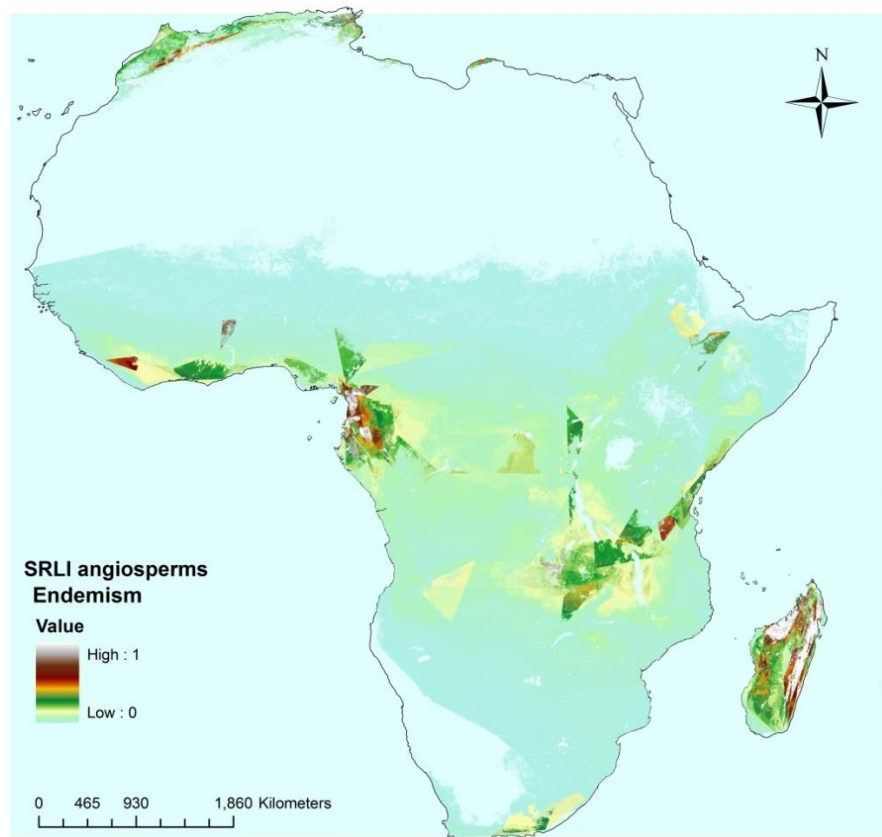 N
SRLI angiosperms
Endemism
Value
High : 1
Low : 0
0 465 930 1,860 Kilometers